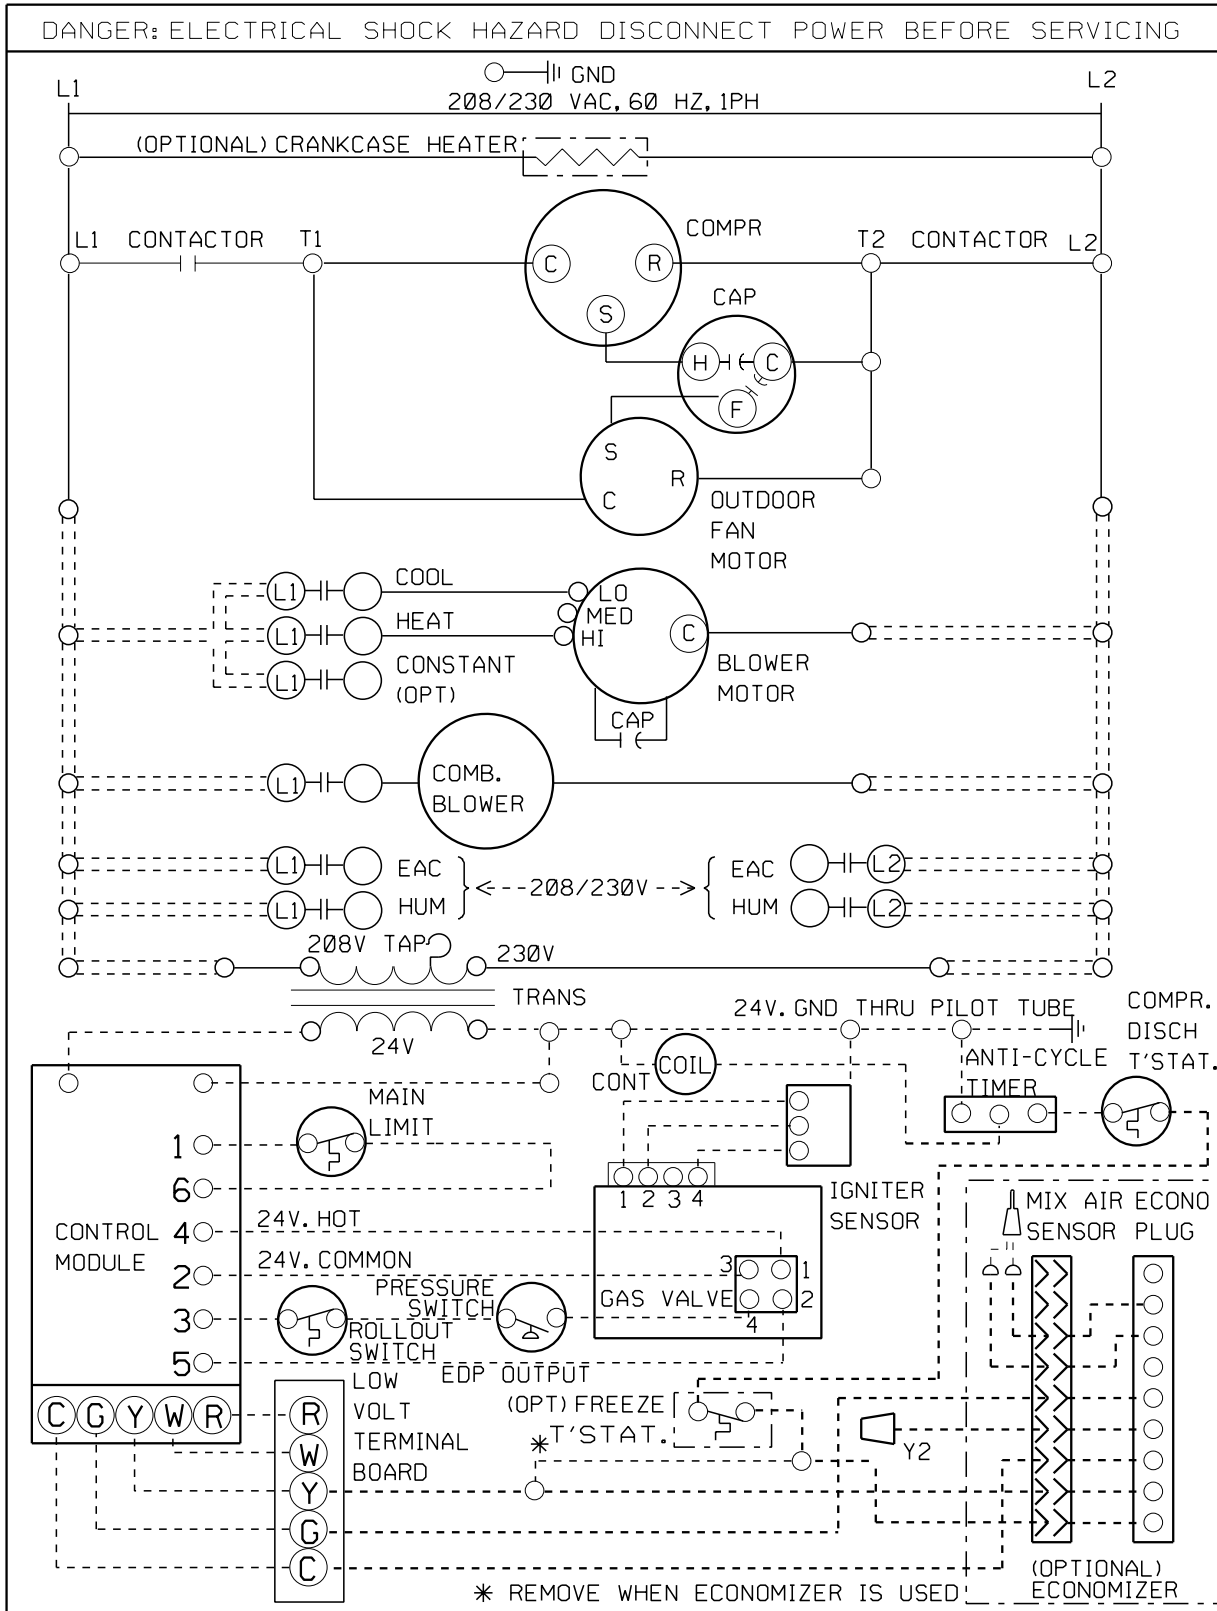 DANGER: ELECTRICAL SHOCK HAZARD DISCONNECT POWER BEFORE SERVICING
GND
L1
L2
208/230 VAC, 60 HZ, 1PH
(OPTIONAL) CRANKCASE HEATER
COMPR
L1 CONTACTOR T1
T2 CONTACTOR L2
C
R
S
CAP
H
C
F
S
R
C
OUTDOOR
FAN
MOTOR
L1
COOL
LO
MED
L1
HEAT
HI
C
L1
CONSTANT
(OPT)
BLOWER
MOTOR
CAP
L1
COMB.
BLOWER
L1
EAC
208/230V
EAC
L2
L1
HUM
HUM
L2
208V TAP
230V
TRANS
24V
24V. GND THRU PILOT TUBE
COMPR.
DISCH
T'STAT.
ANTI-CYCLE
TIMER
CONT
COIL
MAIN
LIMIT
1
6
4
2
3
5
CONTROL
MODULE
24V. HOT
24V. COMMON
1 2 3 4
IGNITER
SENSOR
MIX AIR
SENSOR
ECONO
PLUG
3
1
GAS VALVE
2
4
PRESSURE
SWITCH
ROLLOUT
SWITCH
EDP OUTPUT
C G Y W R
LOW
VOLT
TERMINAL
BOARD
R
W
Y
G
C
(OPT) FREEZE
* T'STAT.
Y2
(OPTIONAL)
ECONOMIZER
* REMOVE WHEN ECONOMIZER IS USED